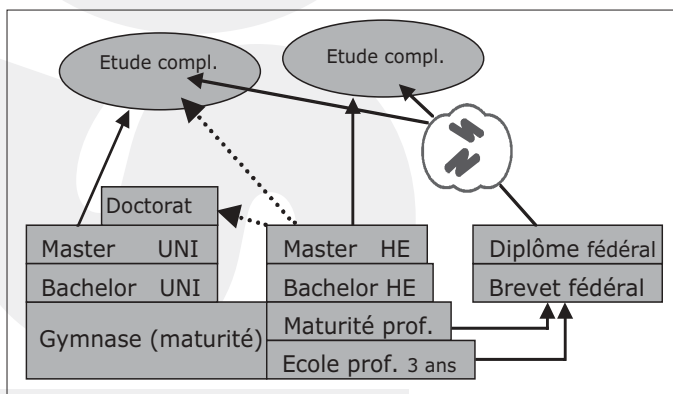 Etude compl.
Etude compl.
Doctorat
Master UNI
Master HE
Diplôme fédéral
Bachelor UNI
Bachelor HE
Brevet fédéral
Gymnase (maturité)
Maturité prof.
Ecole prof. 3 ans